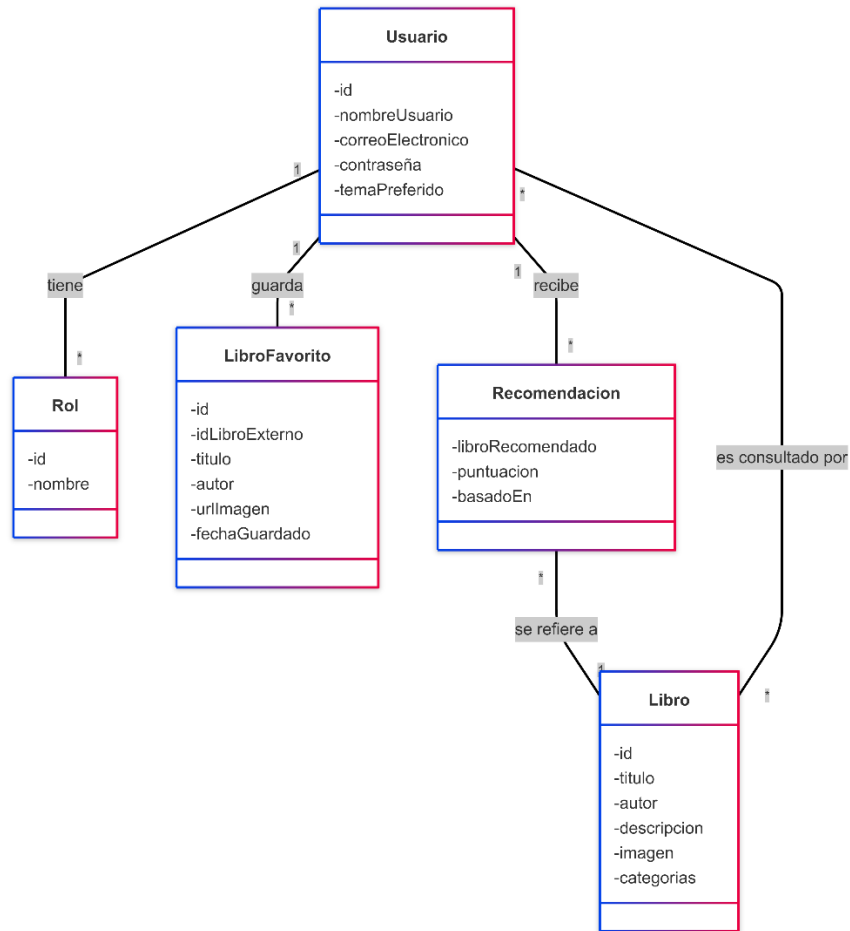 Usuario
-id
-nombreUsuario
-correoElectronico
-contraseña
-temaPreferido
1
*
1
1
tiene
guarda
recibe
*
*
*
LibroFavorito
-id
-idLibroExterno
-titulo
-autor
-urlImagen
-fechaGuardado
Rol
-id
-nombre
Recomendacion
-libroRecomendado
-puntuacion
-basadoEn
es consultado por
*
se refiere a
1
*
Libro
-id
-titulo
-autor
-descripcion
-imagen
-categorias